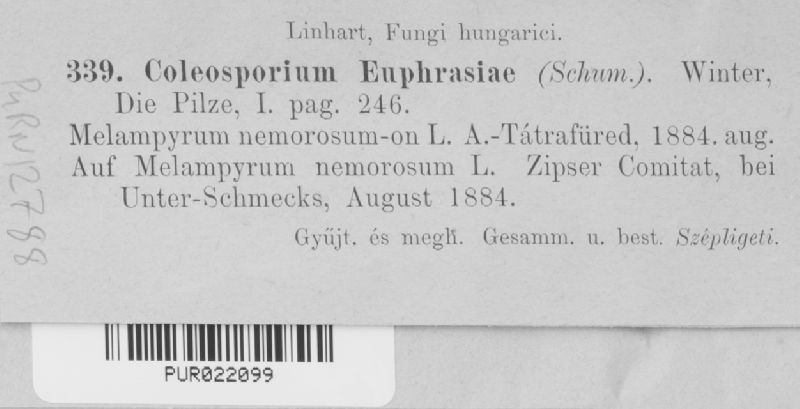 Linhart, Fungi hungarici.
339. Coleosporium Euphrasiae (Schum.). Winter,
Die Pilze, I. pag. 246.
Melampyrum nemorosum-on L. A.-Tátrafüred, 1884. aug.
Auf Melampyrum nemorosum L. Zipser Comitat, bei
Unter-Schmecks, August 1884.
Gyűjt. és megh. Gesamm. u. best. Szépligeti.
PURN12788
PUR022099